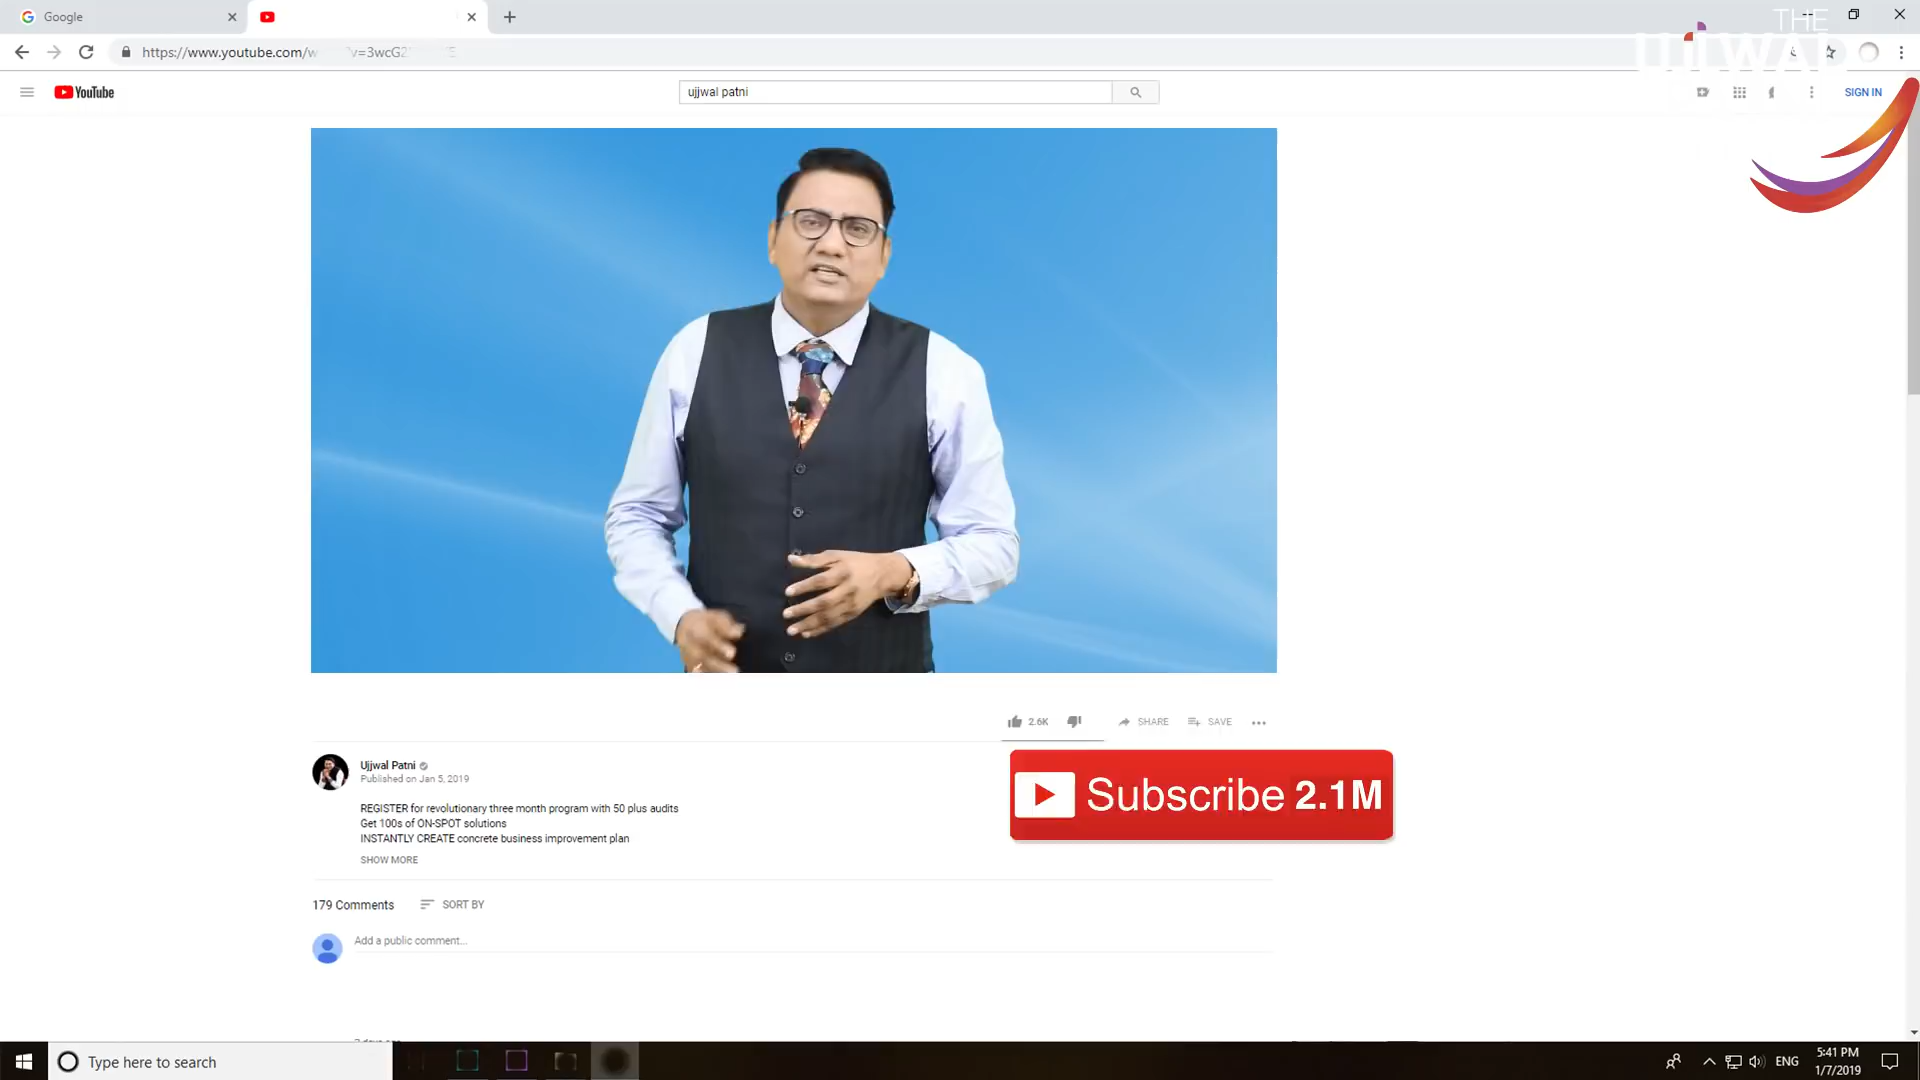 Google
https://www.youtube.com/w
v=3wcG2
THE
UJJWAL
YouTube
ujjwal patni
SIGN IN
2.6K
SHARE
SAVE
Ujjwal Patni
Published on Jan 5, 2019
Subscribe 2.1M
REGISTER for revolutionary three month program with 50 plus audits
Get 100s of ON-SPOT solutions
INSTANTLY CREATE concrete business improvement plan
SHOW MORE
179 Comments
SORT BY
Add a public comment...
Type here to search
ENG
5:41 PM
1/7/2019